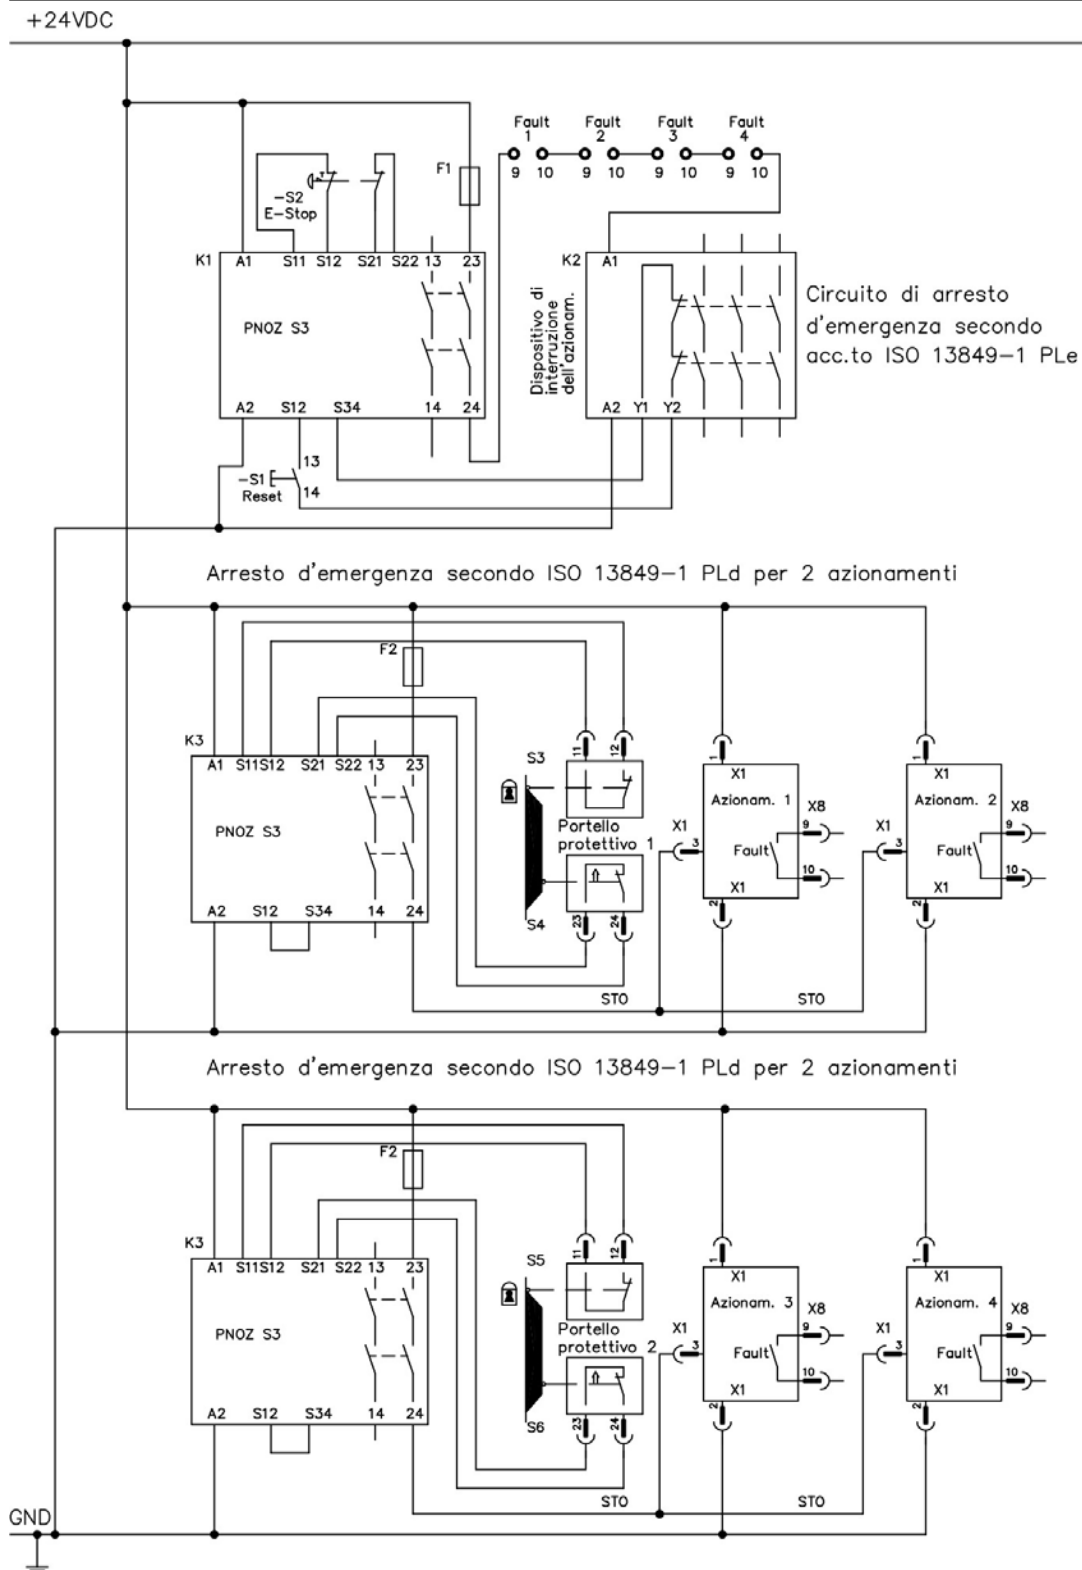 +24VDC
Fault 1
Fault 2
Fault 3
Fault 4
9 10 9 10 9 10 9 10
F1
-S2
E-Stop
K1 A1 S11 S12 S21 S22 13 23
K2 A1
PNOZ S3
Dispositivo di
interruzione
dell'azionam.
Circuito di arresto
d'emergenza secondo
acc.to ISO 13849-1 PLe
A2 S12 S34 14 24
A2 Y1 Y2
13
-S1
Reset
14
Arresto d'emergenza secondo ISO 13849-1 PLd per 2 azionamenti
F2
K3
A1 S11 S12 S21 S22 13 23
11 12
S3
1 1
X1 X1
Azionam. 1 X8
Azionam. 2 X8
PNOZ S3
Portello
protettivo 1
X1 3 Fault 9 10
X1 3 Fault 9 10
X1 X1
2 2
A2 S12 S34 14 24
S4
23 24
STO STO
Arresto d'emergenza secondo ISO 13849-1 PLd per 2 azionamenti
F2
K3
A1 S11 S12 S21 S22 13 23
11 12
S5
1 1
X1 X1
Azionam. 3 X8
Azionam. 4 X8
PNOZ S3
Portello
protettivo 2
X1 3 Fault 9 10
X1 3 Fault 9 10
X1 X1
2 2
A2 S12 S34 14 24
S6
23 24
STO STO
GND